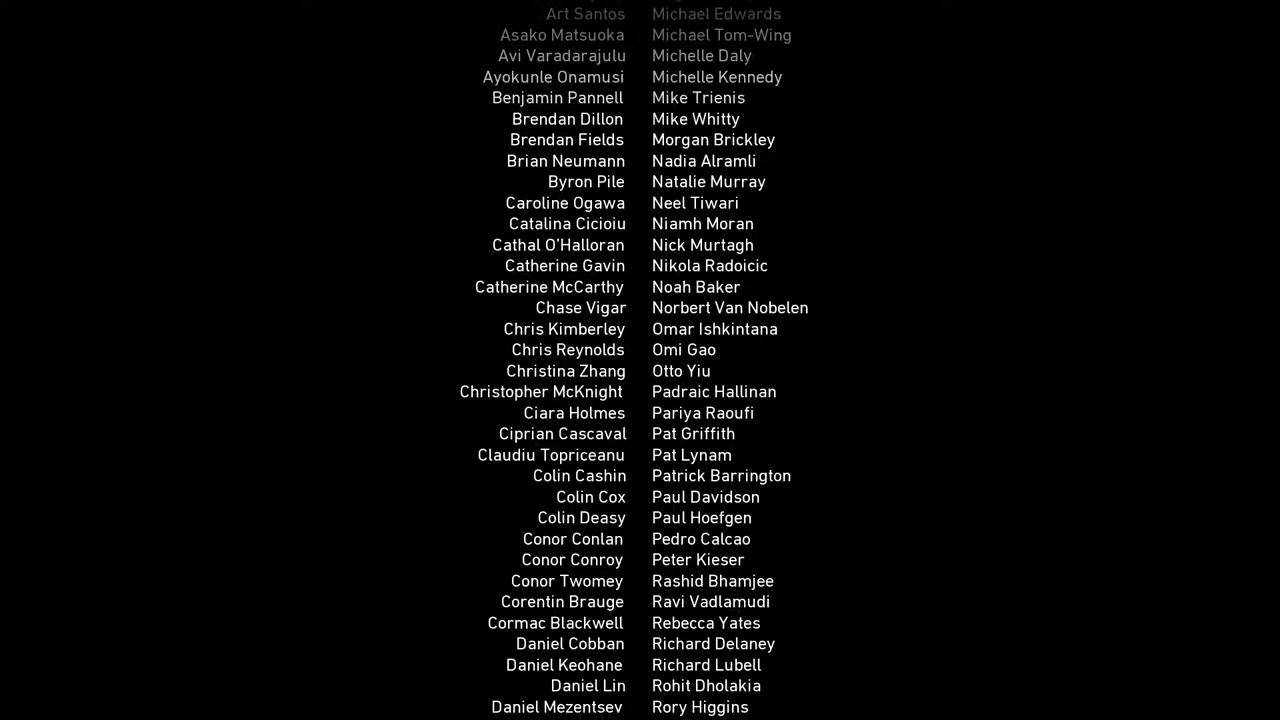 Art Santos Michael Edwards
Asako Matsuoka Michael Tom-Wing
Avi Varadarajulu Michelle Daly
Ayokunle Onamusi Michelle Kennedy
Benjamin Pannell Mike Trienis
Brendan Dillon Mike Whitty
Brendan Fields Morgan Brickley
Brian Neumann Nadia Alramli
Byron Pile Natalie Murray
Caroline Ogawa Neel Tiwari
Catalina Cicioiu Niamh Moran
Cathal O'Halloran Nick Murtagh
Catherine Gavin Nikola Radoicic
Catherine McCarthy Noah Baker
Chase Vigar Norbert Van Nobelen
Chris Kimberley Omar Ishkintana
Chris Reynolds Omi Gao
Christina Zhang Otto Yiu
Christopher McKnight Padraic Hallinan
Ciara Holmes Pariya Raoufi
Ciprian Cascaval Pat Griffith
Claudiu Topriceanu Pat Lynam
Colin Cashin Patrick Barrington
Colin Cox Paul Davidson
Colin Deasy Paul Hoefgen
Conor Conlan Pedro Calcao
Conor Conroy Peter Kieser
Conor Twomey Rashid Bhamjee
Corentin Brauge Ravi Vadlamudi
Cormac Blackwell Rebecca Yates
Daniel Cobban Richard Delaney
Daniel Keohane Richard Lubell
Daniel Lin Rohit Dholakia
Daniel Mezentsev Rory Higgins